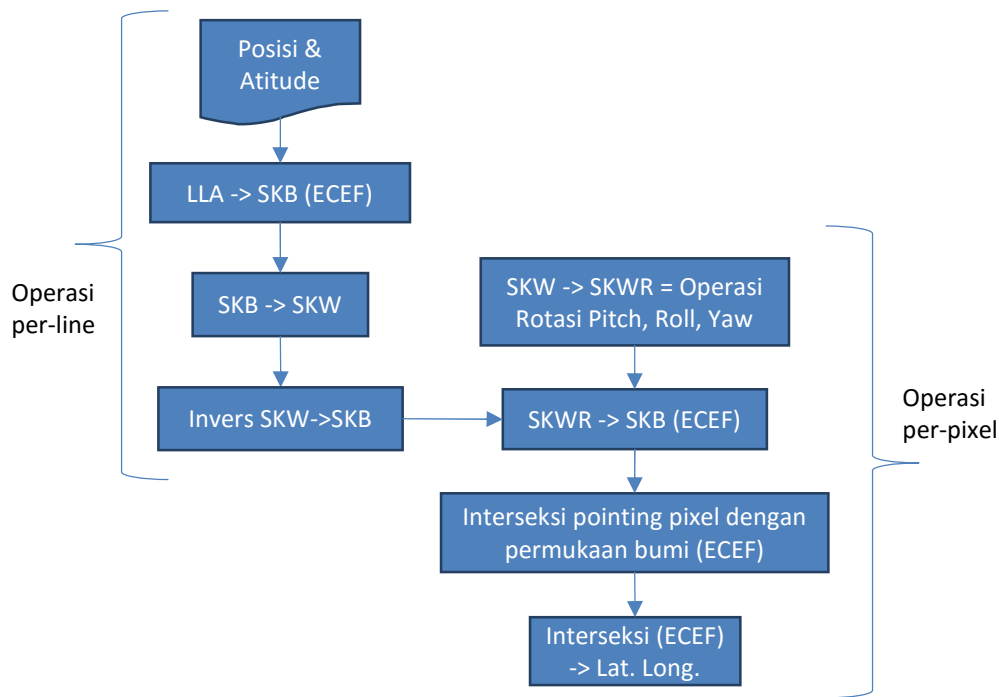 Posisi &
Atitude
LLA -> SKB (ECEF)
SKB -> SKW
Invers SKW->SKB
Operasi
per-line
SKW -> SKWR = Operasi
Rotasi Pitch, Roll, Yaw
SKWR -> SKB (ECEF)
Interseksi pointing pixel dengan
permukaan bumi (ECEF)
Interseksi (ECEF)
-> Lat. Long.
Operasi
per-pixel